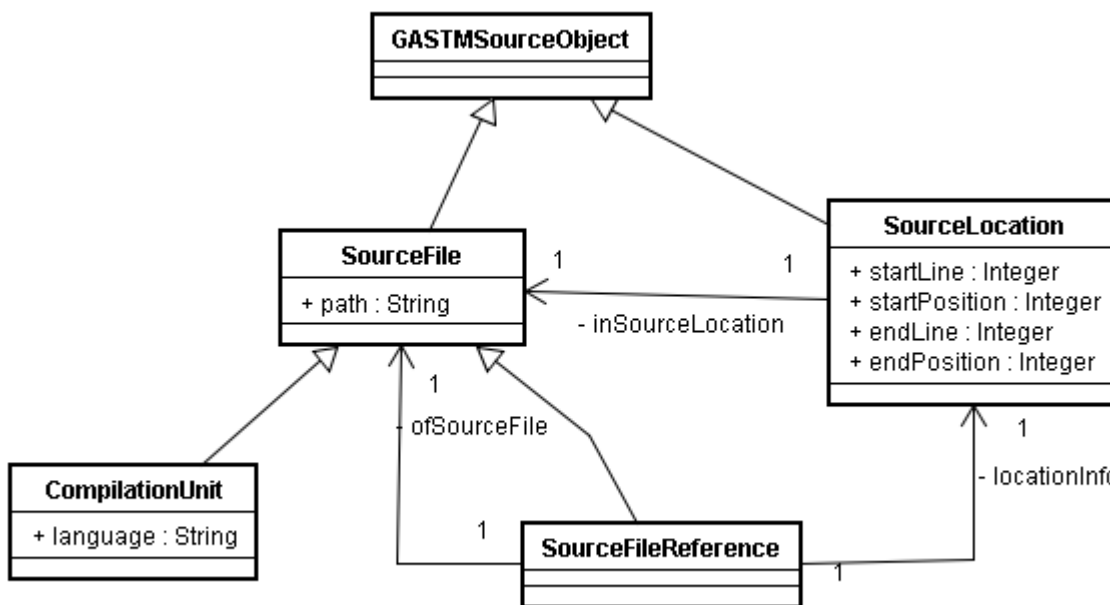 GASTMSourceObject
SourceFile
+ path : String
SourceLocation
+ startLine : Integer
+ startPosition : Integer
+ endLine : Integer
+ endPosition : Integer
1
1
- inSourceLocation
1
- ofSourceFile
1
- locationInfo
CompilationUnit
+ language : String
1
SourceFileReference
1